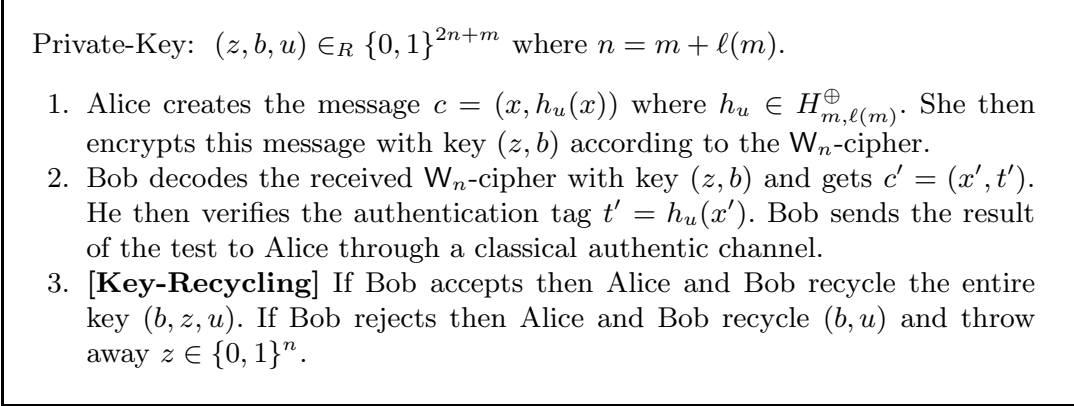 Private-Key: (z, b, u) ∈_R {0, 1}^{2n+m} where n = m + ℓ(m).
1. Alice creates the message c = (x, h_u(x)) where h_u ∈ H^⊕_{m,ℓ(m)}. She then
encrypts this message with key (z, b) according to the W_n-cipher.
2. Bob decodes the received W_n-cipher with key (z, b) and gets c′ = (x′, t′).
He then verifies the authentication tag t′ = h_u(x′). Bob sends the result
of the test to Alice through a classical authentic channel.
3. [Key-Recycling] If Bob accepts then Alice and Bob recycle the entire
key (b, z, u). If Bob rejects then Alice and Bob recycle (b, u) and throw
away z ∈ {0, 1}^n.